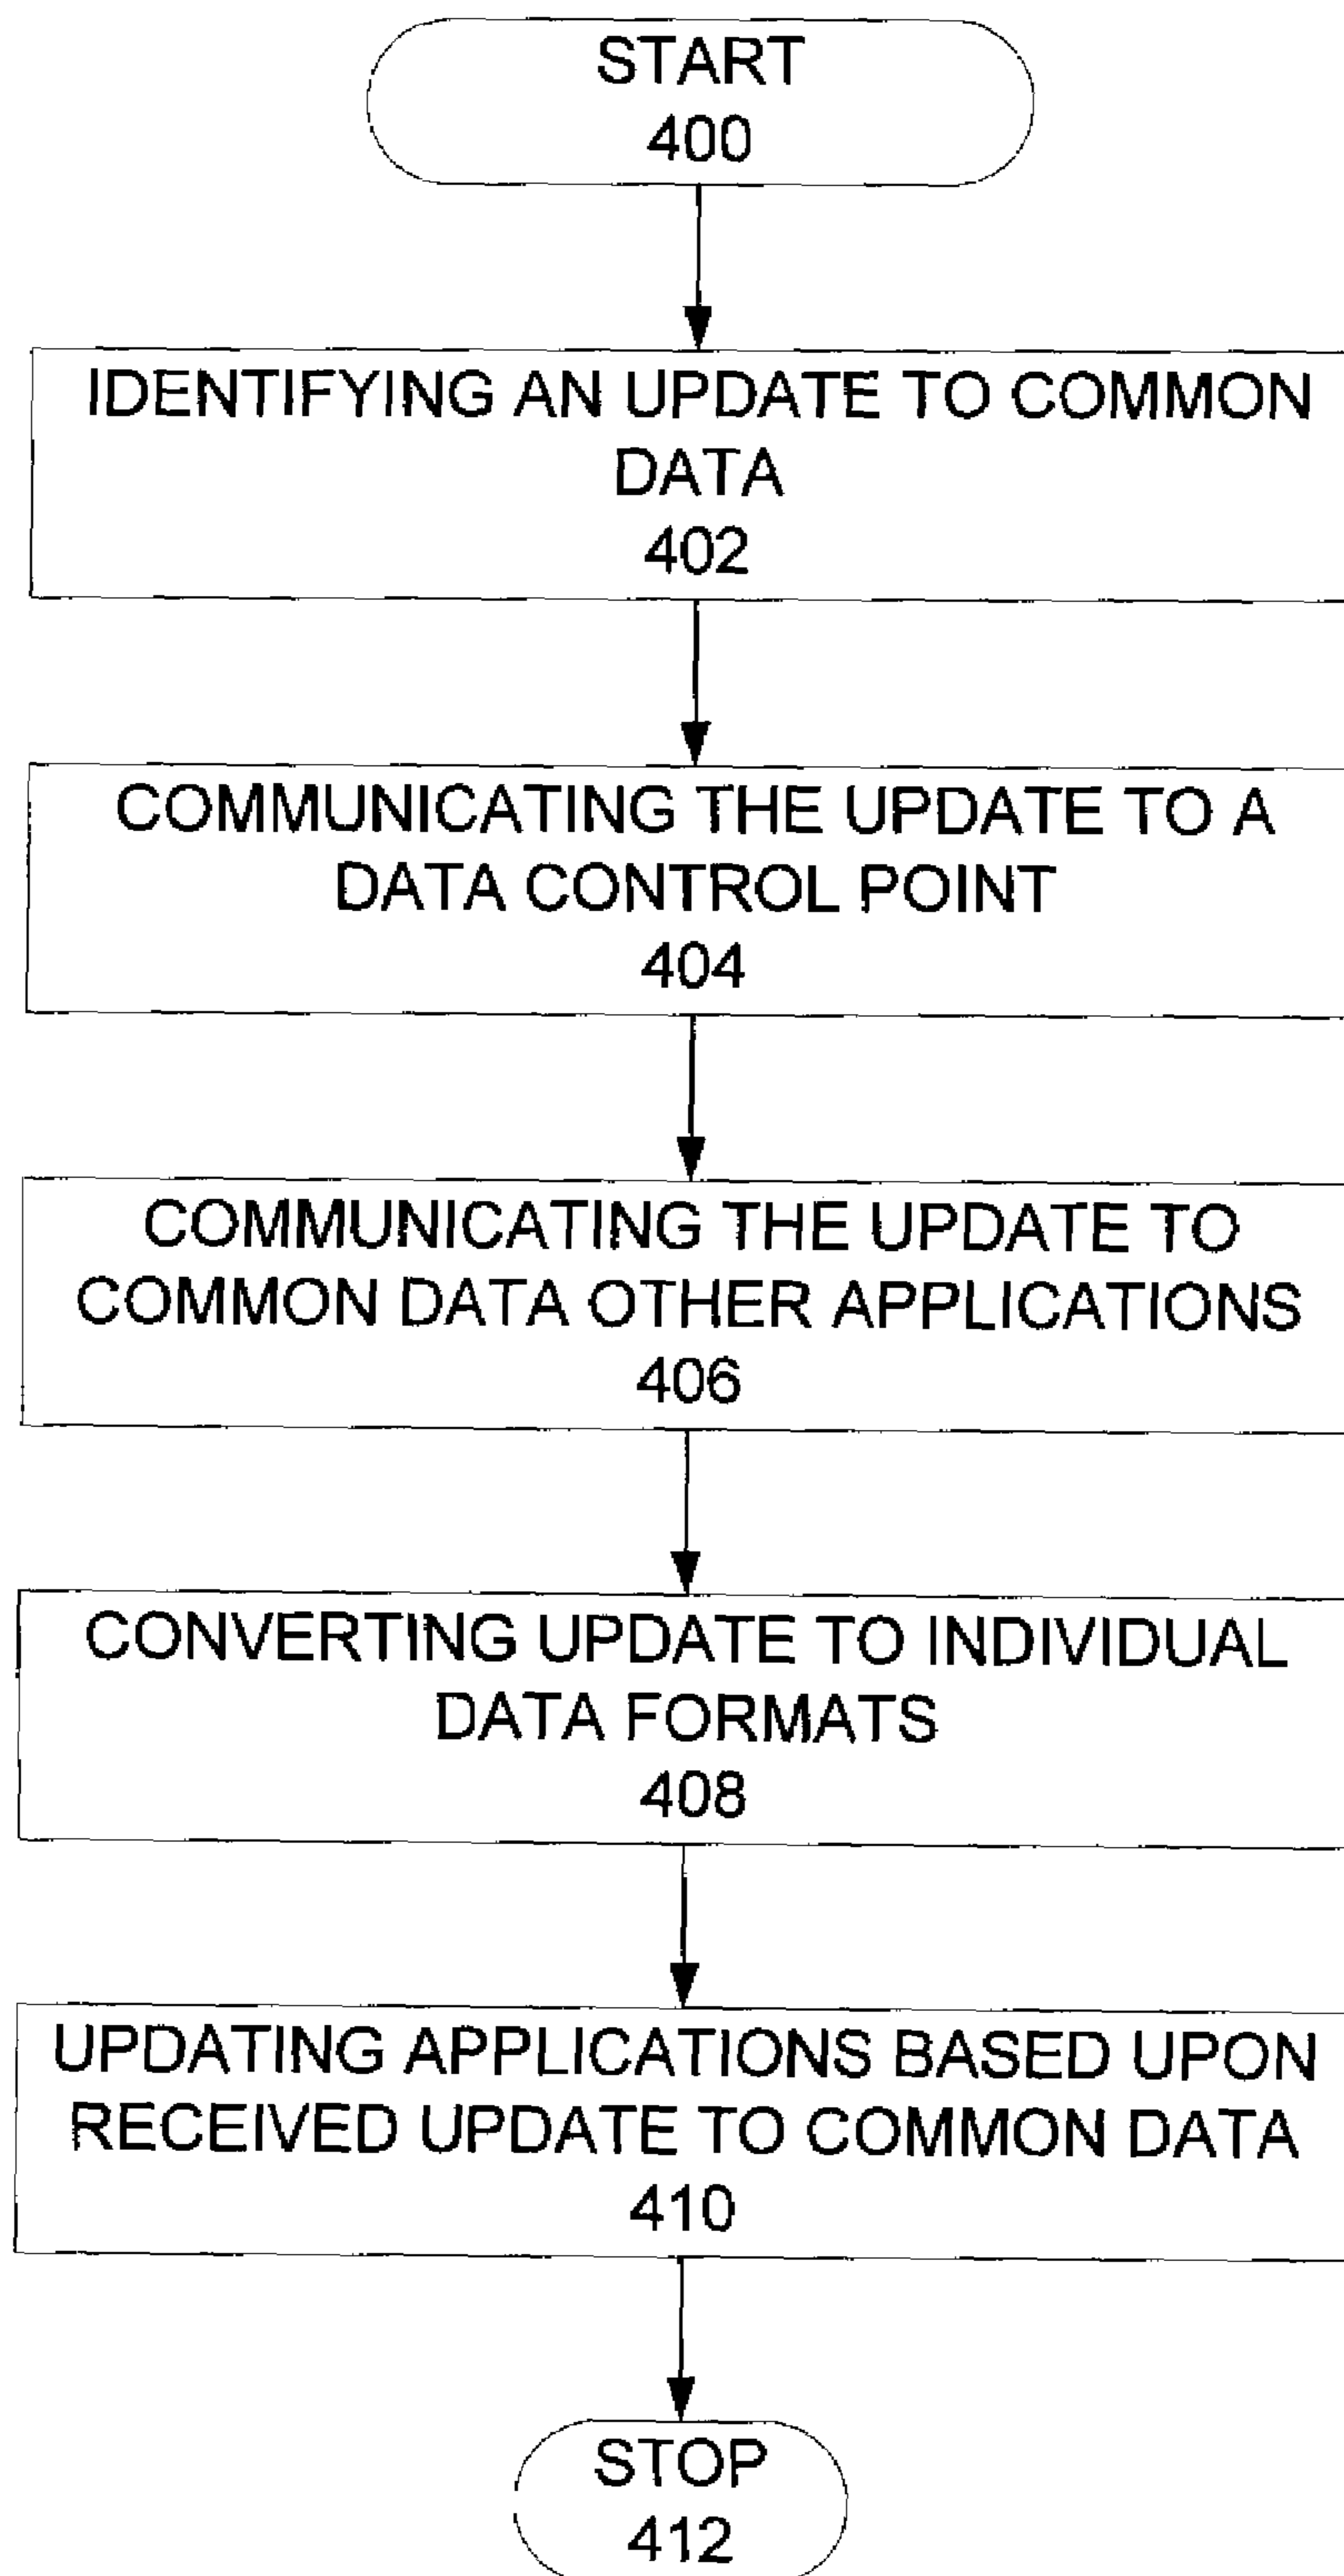 START
400
IDENTIFYING AN UPDATE TO COMMON
DATA
402
COMMUNICATING THE UPDATE TO A
DATA CONTROL POINT
404
COMMUNICATING THE UPDATE TO
COMMON DATA OTHER APPLICATIONS
406
CONVERTING UPDATE TO INDIVIDUAL
DATA FORMATS
408
UPDATING APPLICATIONS BASED UPON
RECEIVED UPDATE TO COMMON DATA
410
STOP
412